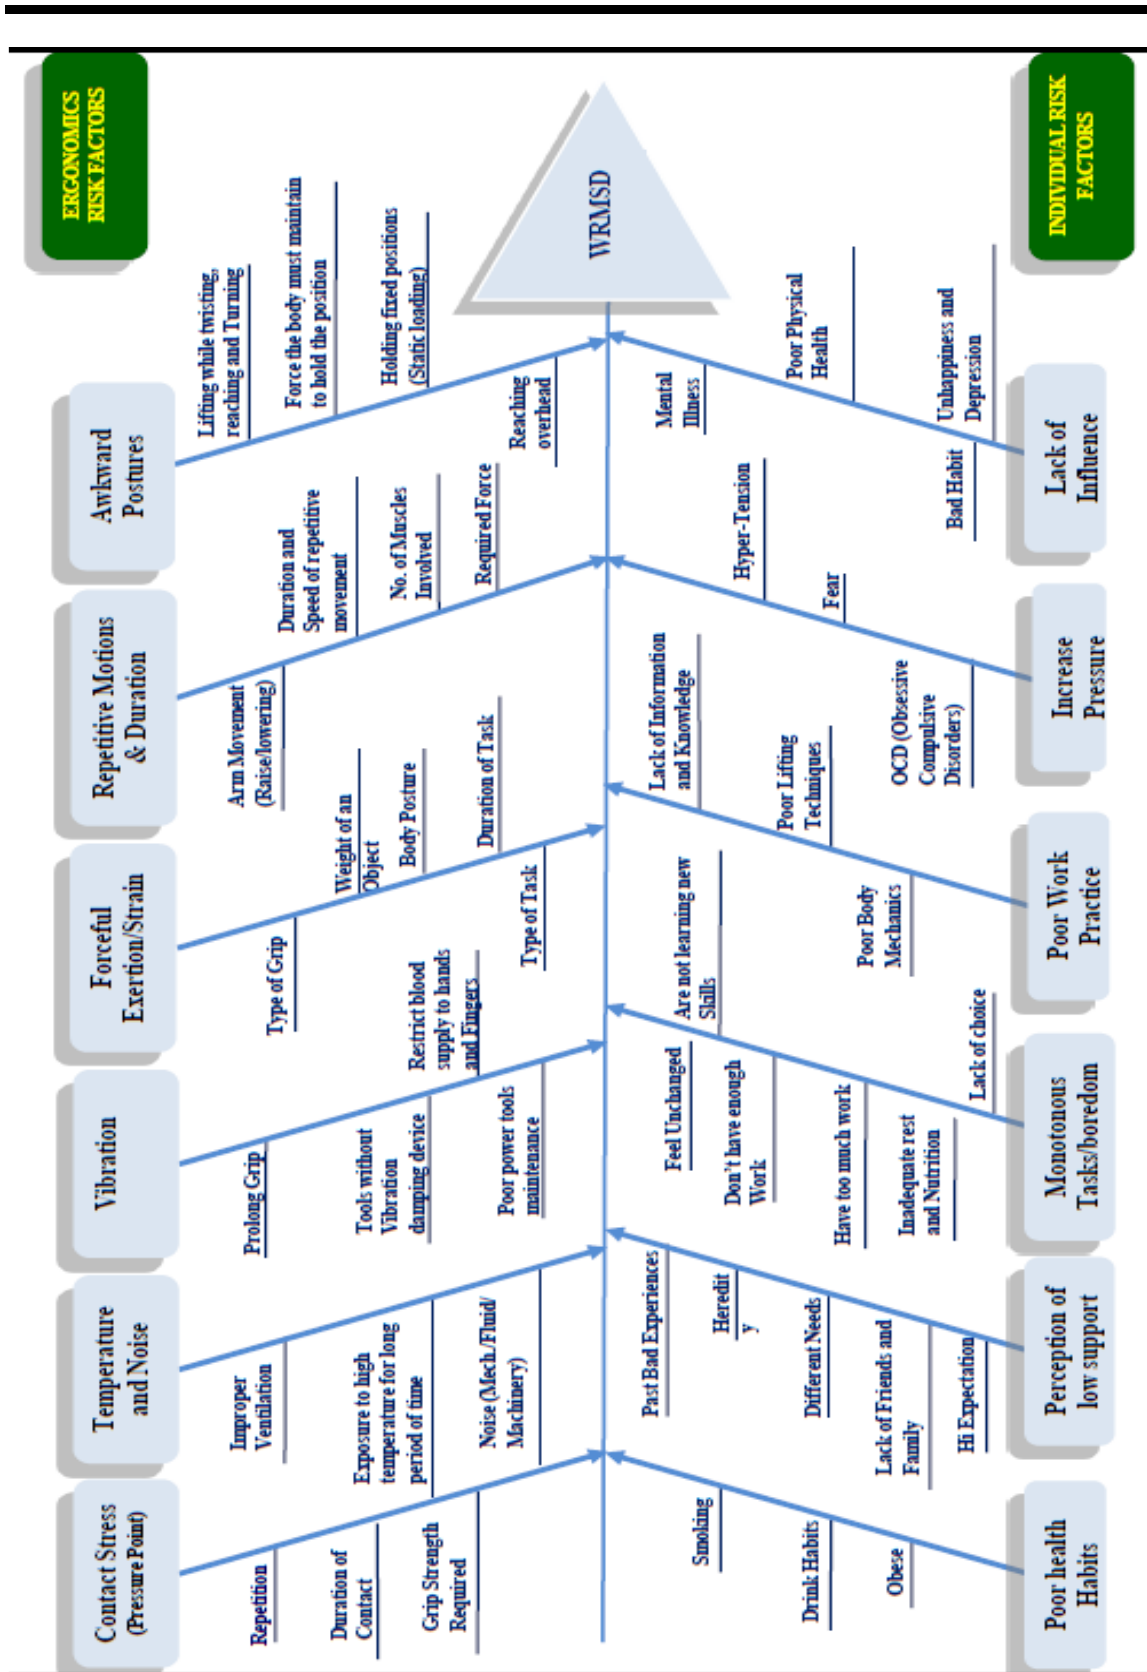 Contact Stress
(Pressure Point)
Temperature
and Noise
Vibration
Forceful
Exertion/Strain
Repetitive Motions
& Duration
Awkward
Postures
ERGONOMICS
RISK FACTORS
Repetition
Duration of
Contact
Grip Strength
Required
Improper
Ventilation
Exposure to high
temperature for long
period of time
Noise (Mech./Fluid/
Machinery)
Prolong Grip
Tools without
Vibration
damping device
Poor power tools
maintenance
Restrict blood
supply to hands
and Fingers
Type of Grip
Weight of an
Object
Body Posture
Duration of Task
Type of Task
Arm Movement
(Raise/lowering)
Duration and
Speed of repetitive
movement
No. of Muscles
Involved
Required Force
Lifting while twisting,
reaching and Turning
Force the body must maintain
to hold the position
Holding fixed positions
(Static loading)
Reaching
overhead
WRMSD
Smoking
Drink Habits
Obese
Past Bad Experiences
Heredit
y
Different Needs
Lack of Friends and
Family
Hi Expectation
Feel Unchanged
Are not learning new
Skills
Don't have enough
Work
Have too much work
Inadequate rest
and Nutrition
Lack of choice
Lack of Information
and Knowledge
Poor Lifting
Techniques
Poor Body
Mechanics
Hyper-Tension
Fear
OCD (Obsessive
Compulsive
Disorders)
Mental
Illness
Poor Physical
Health
Unhappiness and
Depression
Bad Habit
Poor health
Habits
Perception of
low support
Monotonous
Tasks/boredom
Poor Work
Practice
Increase
Pressure
Lack of
Influence
INDIVIDUAL RISK
FACTORS